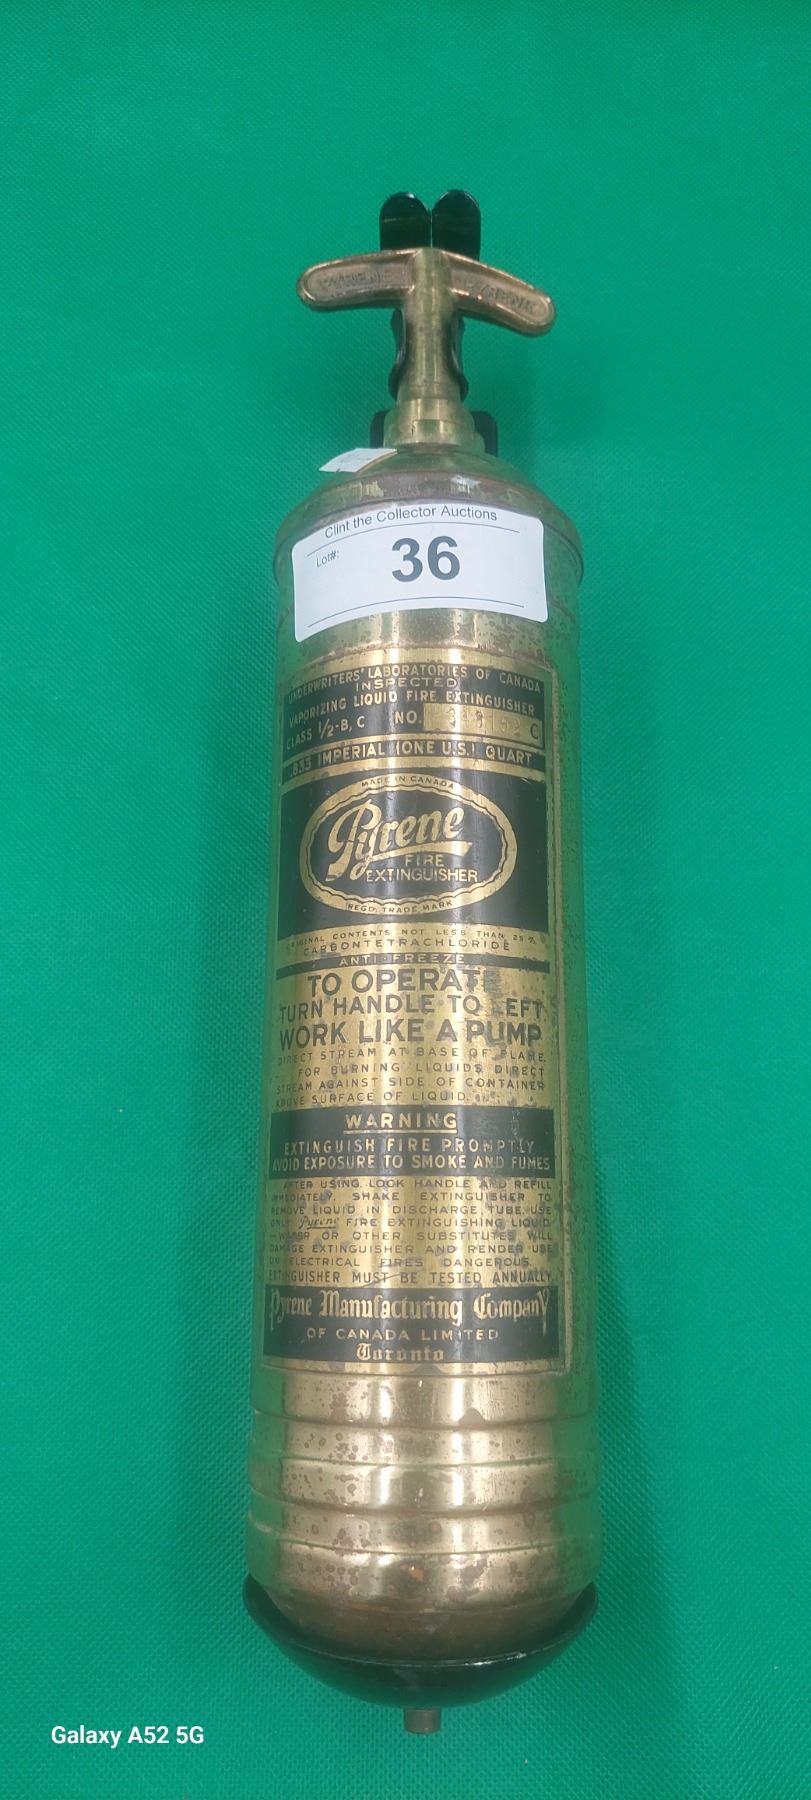 PYRENE PYRENE
Clint the Collector Auctions
Lot#: 36
UNDERWRITERS' LABORATORIES OF CANADA
INSPECTED
VAPORIZING LIQUID FIRE EXTINGUISHER
CLASS 1/2-B, C NO. C
.833 IMPERIAL (ONE U.S.) QUART
MADE IN CANADA
Pyrene
FIRE
EXTINGUISHER
REGD. TRADE MARK
ORIGINAL CONTENTS NOT LESS THAN 25 %
CARBONTETRACHLORIDE
ANTI-FREEZE
TO OPERATE
TURN HANDLE TO LEFT
WORK LIKE A PUMP
DIRECT STREAM AT BASE OF FLAME.
FOR BURNING LIQUIDS DIRECT
STREAM AGAINST SIDE OF CONTAINER
ABOVE SURFACE OF LIQUID.
WARNING
EXTINGUISH FIRE PROMPTLY
AVOID EXPOSURE TO SMOKE AND FUMES
AFTER USING, LOCK HANDLE AND REFILL
IMMEDIATELY. SHAKE EXTINGUISHER TO
REMOVE LIQUID IN DISCHARGE TUBE. USE
ONLY Pyrene FIRE EXTINGUISHING LIQUID
—WATER OR OTHER SUBSTITUTES WILL
DAMAGE EXTINGUISHER AND RENDER USE
ON ELECTRICAL FIRES DANGEROUS.
EXTINGUISHER MUST BE TESTED ANNUALLY
Pyrene Manufacturing Company
OF CANADA LIMITED
Toronto
Galaxy A52 5G